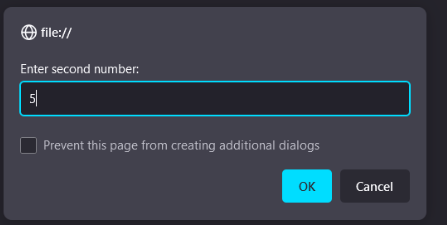 file://
Enter second number:
5
Prevent this page from creating additional dialogs
OK Cancel